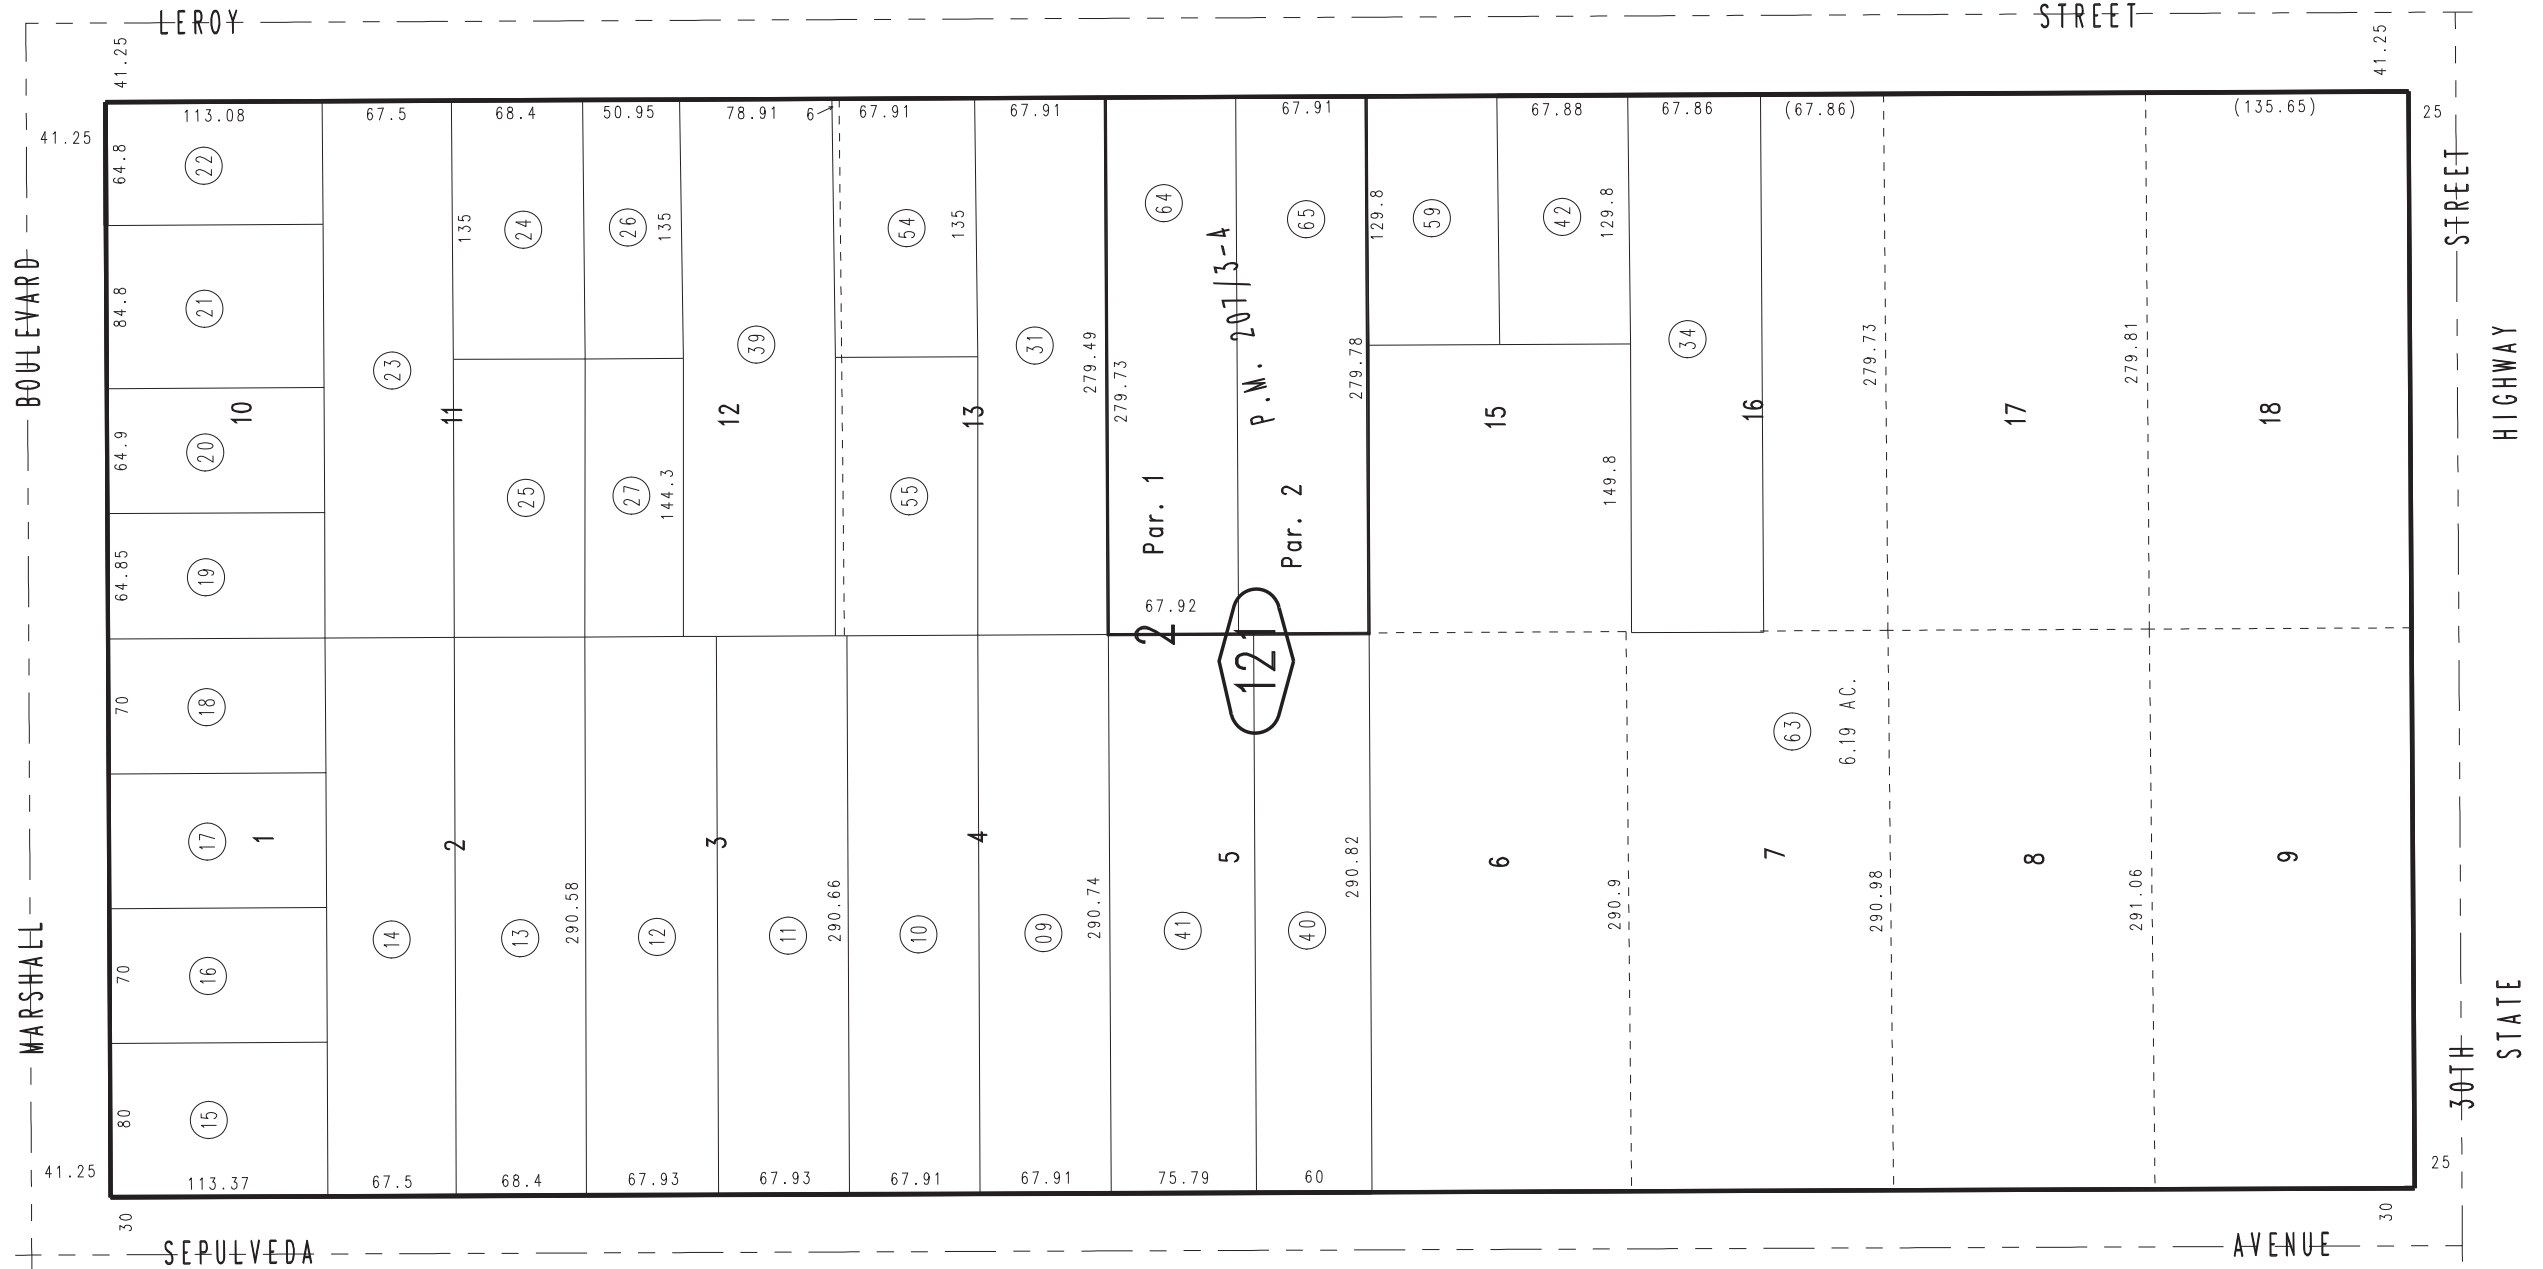 LEROY STREET
41.25 41.25
41.25 113.08 67.5 68.4 50.95 78.91 6 67.91 67.91 67.91 67.88 67.86 (67.86) (135.65) 25
64.8 22
135 24 26 135 54 135 64 65 129.8 59 42 129.8
BOULEVARD STREET
84.8 21
23 39 31 279.49 279.73 P.M. 207/3-4 279.78 34 279.73 279.81
HIGHWAY
10 11 12 13 15 16 17 18
64.9 20
25 27 144.3 55 Par. 1 Par. 2 149.8
64.85 19
67.92
2 121
70 18
63 6.19 AC.
17 1 2 3 4 5 6 7 8 9
MARSHALL
14 13 290.58 12 11 290.66 10 09 290.74 41 40 290.82 290.9 290.98 291.06
70 16
STATE
30TH
80 15
41.25 113.37 67.5 68.4 67.93 67.93 67.91 67.91 75.79 60 25
30 30
SEPULVEDA AVENUE